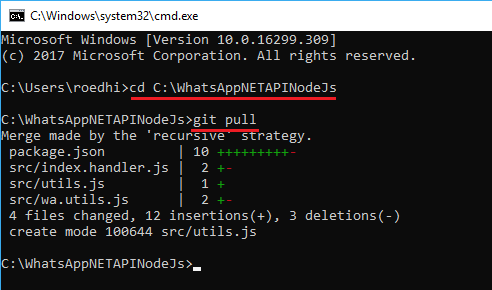 C:\Windows\system32\cmd.exe
Microsoft Windows [Version 10.0.16299.309]
(c) 2017 Microsoft Corporation. All rights reserved.
C:\Users\roedhi>cd C:\WhatsAppNETAPINodeJs
C:\WhatsAppNETAPINodeJs>git pull
Merge made by the 'recursive' strategy.
package.json | 10 +++++++++-
src/index.handler.js | 2 +-
src/utils.js | 1 +
src/wa.utils.js | 2 +-
4 files changed, 12 insertions(+), 3 deletions(-)
create mode 100644 src/utils.js
C:\WhatsAppNETAPINodeJs>